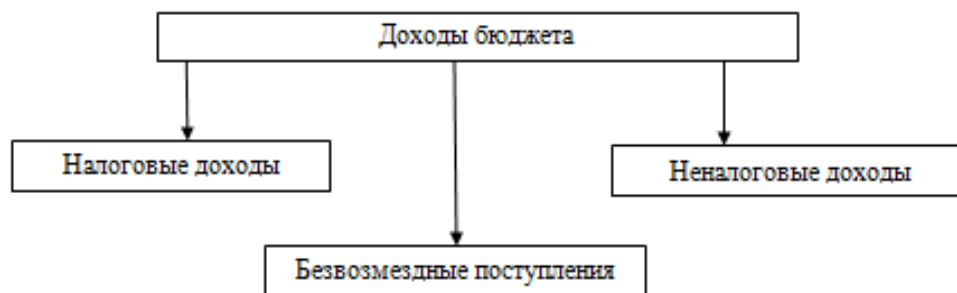 Доходы бюджета
Налоговые доходы
Неналоговые доходы
Безвозмездные поступления